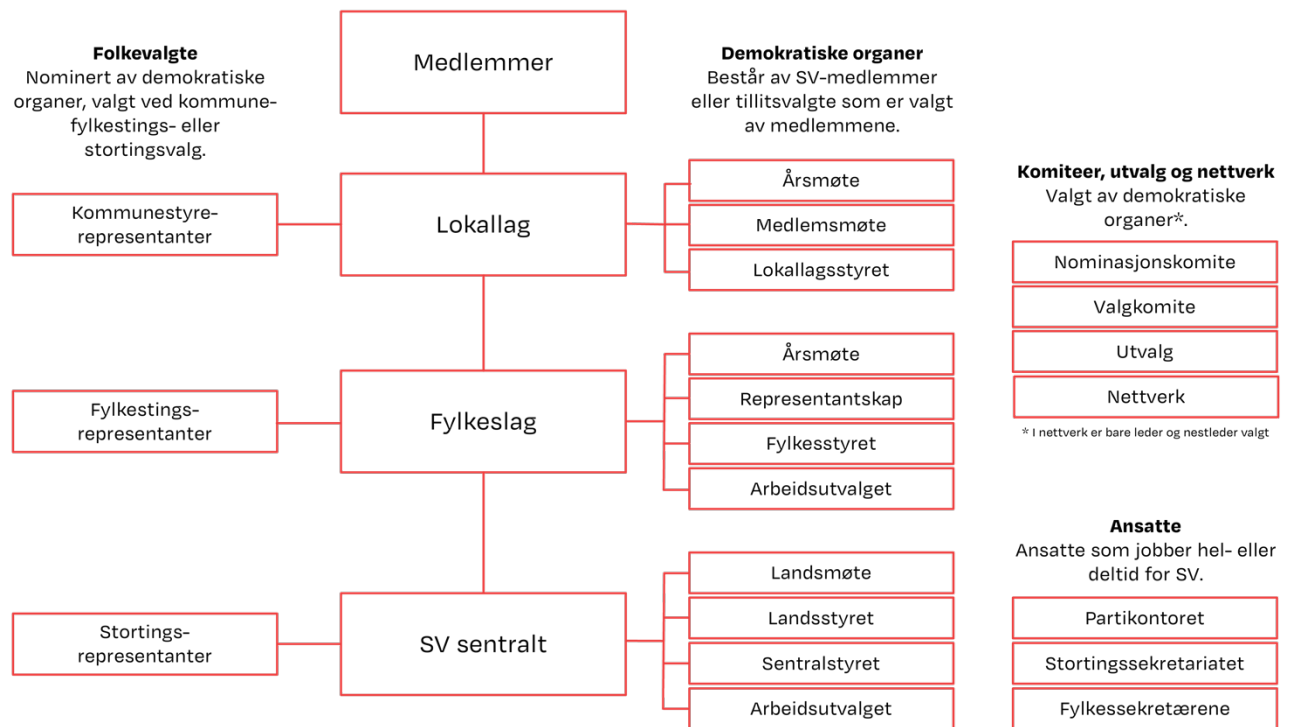 Folkevalgte
Nominert av demokratiske
organer, valgt ved kommune-
fylkestings- eller
stortingsvalg.
Kommunestyre-
representanter
Fylkestings-
representanter
Stortings-
representanter
Medlemmer
Lokallag
Fylkeslag
SV sentralt
Demokratiske organer
Består av SV-medlemmer
eller tillitsvalgte som er valgt
av medlemmene.
Årsmøte
Medlemsmøte
Lokallagsstyret
Årsmøte
Representantskap
Fylkesstyret
Arbeidsutvalget
Landsmøte
Landsstyret
Sentralstyret
Arbeidsutvalget
Komiteer, utvalg og nettverk
Valgt av demokratiske
organer*.
Nominasjonskomite
Valgkomite
Utvalg
Nettverk
* I nettverk er bare leder og nestleder valgt
Ansatte
Ansatte som jobber hel- eller
deltid for SV.
Partikontoret
Stortingssekretariatet
Fylkessekretærene